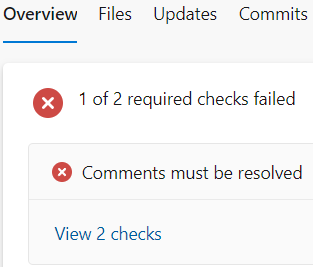 Overview Files Updates Commits
1 of 2 required checks failed
Comments must be resolved
View 2 checks